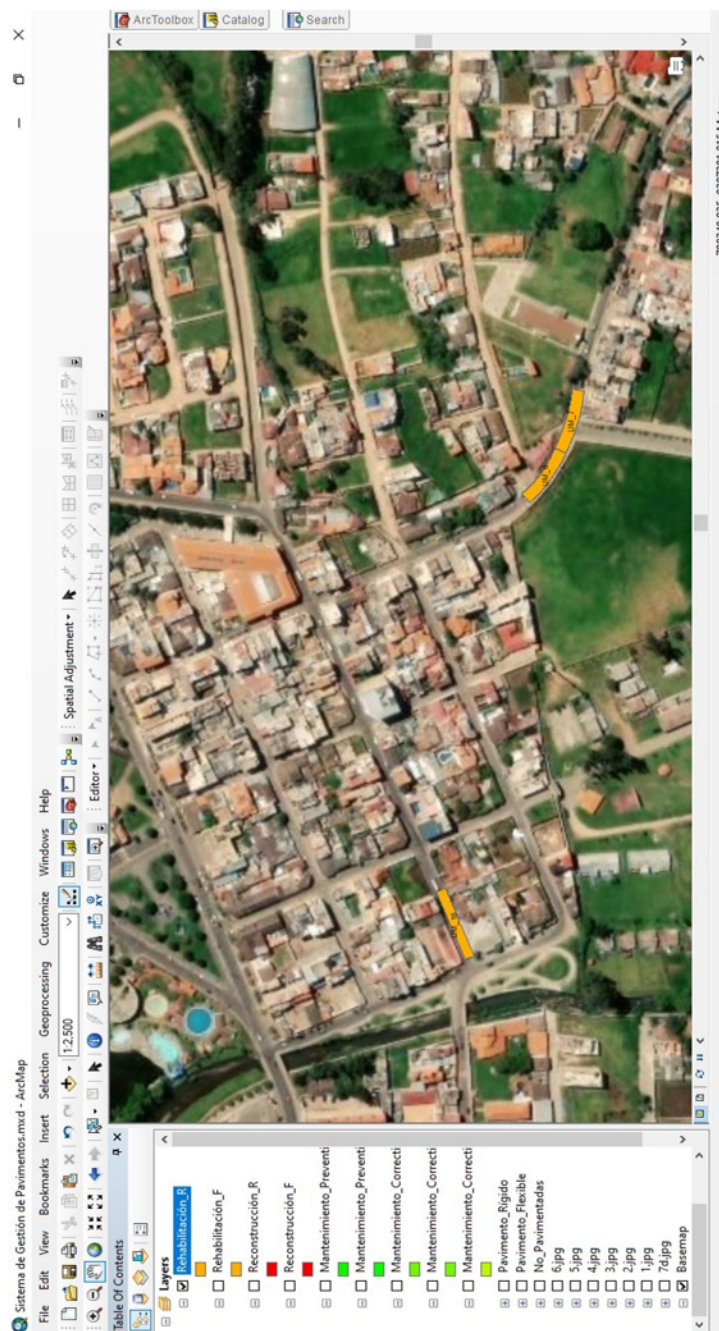 Sistema de Gestión de Pavimentos.mxd - ArcMap
File Edit View Bookmarks Insert Selection Geoprocessing Customize Windows Help
1:2,500
Spatial Adjustment
Editor
Table Of Contents
Layers
Rehabilitación_R
Rehabilitación_F
Reconstrucción_R
Reconstrucción_F
Mantenimiento_Preventi
Mantenimiento_Preventi
Mantenimiento_Correcti
Mantenimiento_Correcti
Mantenimiento_Correcti
Pavimento_Rígido
Pavimento_Flexible
No_Pavimentadas
6.jpg
5.jpg
4.jpg
3.jpg
2.jpg
1.jpg
7d.jpg
Basemap
UM_7
ArcToolbox
Catalog
Search